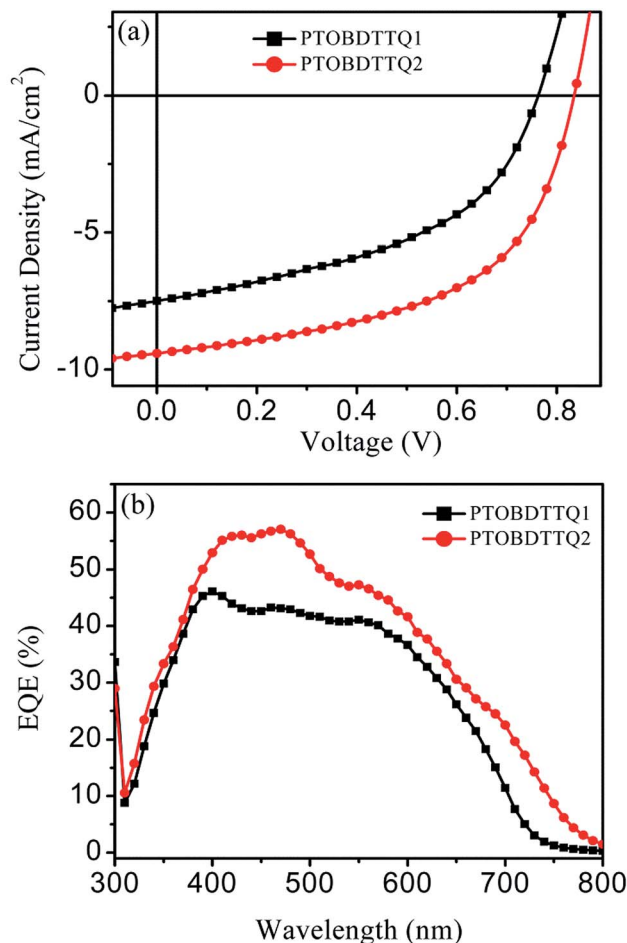 (a)
PTOBDTTQ1
PTOBDTTQ2
Current Density (mA/cm²)
0
-5
-10
0.0 0.2 0.4 0.6 0.8
Voltage (V)
(b)
PTOBDTTQ1
PTOBDTTQ2
EQE (%)
60
50
40
30
20
10
0
300 400 500 600 700 800
Wavelength (nm)